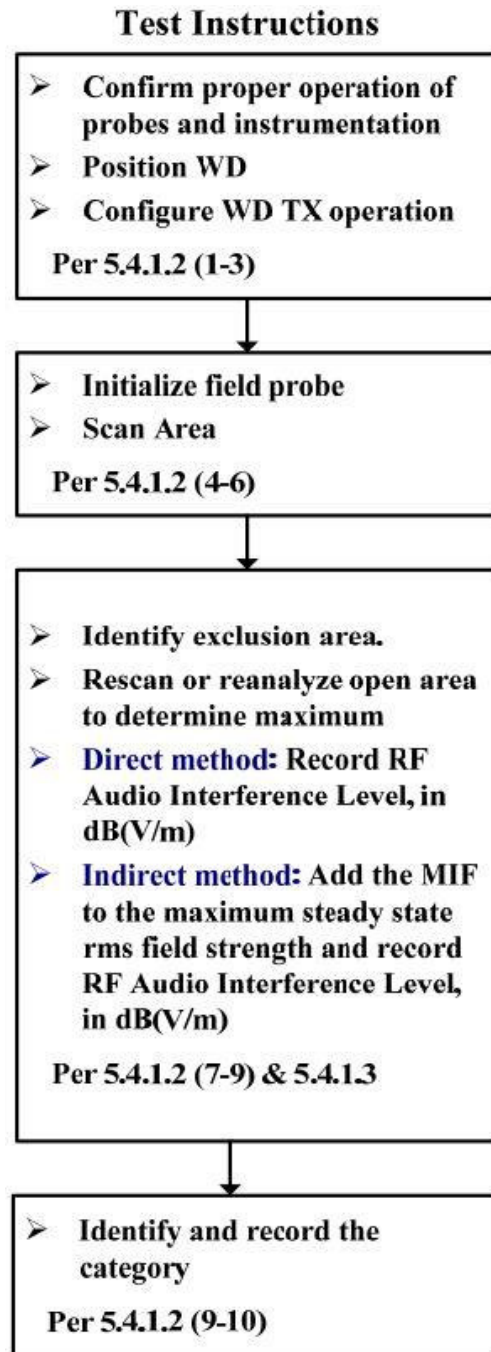 Test Instructions
➢ Confirm proper operation of
probes and instrumentation
➢ Position WD
➢ Configure WD TX operation
Per 5.4.1.2 (1-3)
➢ Initialize field probe
➢ Scan Area
Per 5.4.1.2 (4-6)
➢ Identify exclusion area.
➢ Rescan or reanalyze open area
to determine maximum
➢ Direct method: Record RF
Audio Interference Level, in
dB(V/m)
➢ Indirect method: Add the MIF
to the maximum steady state
rms field strength and record
RF Audio Interference Level,
in dB(V/m)
Per 5.4.1.2 (7-9) & 5.4.1.3
➢ Identify and record the
category
Per 5.4.1.2 (9-10)